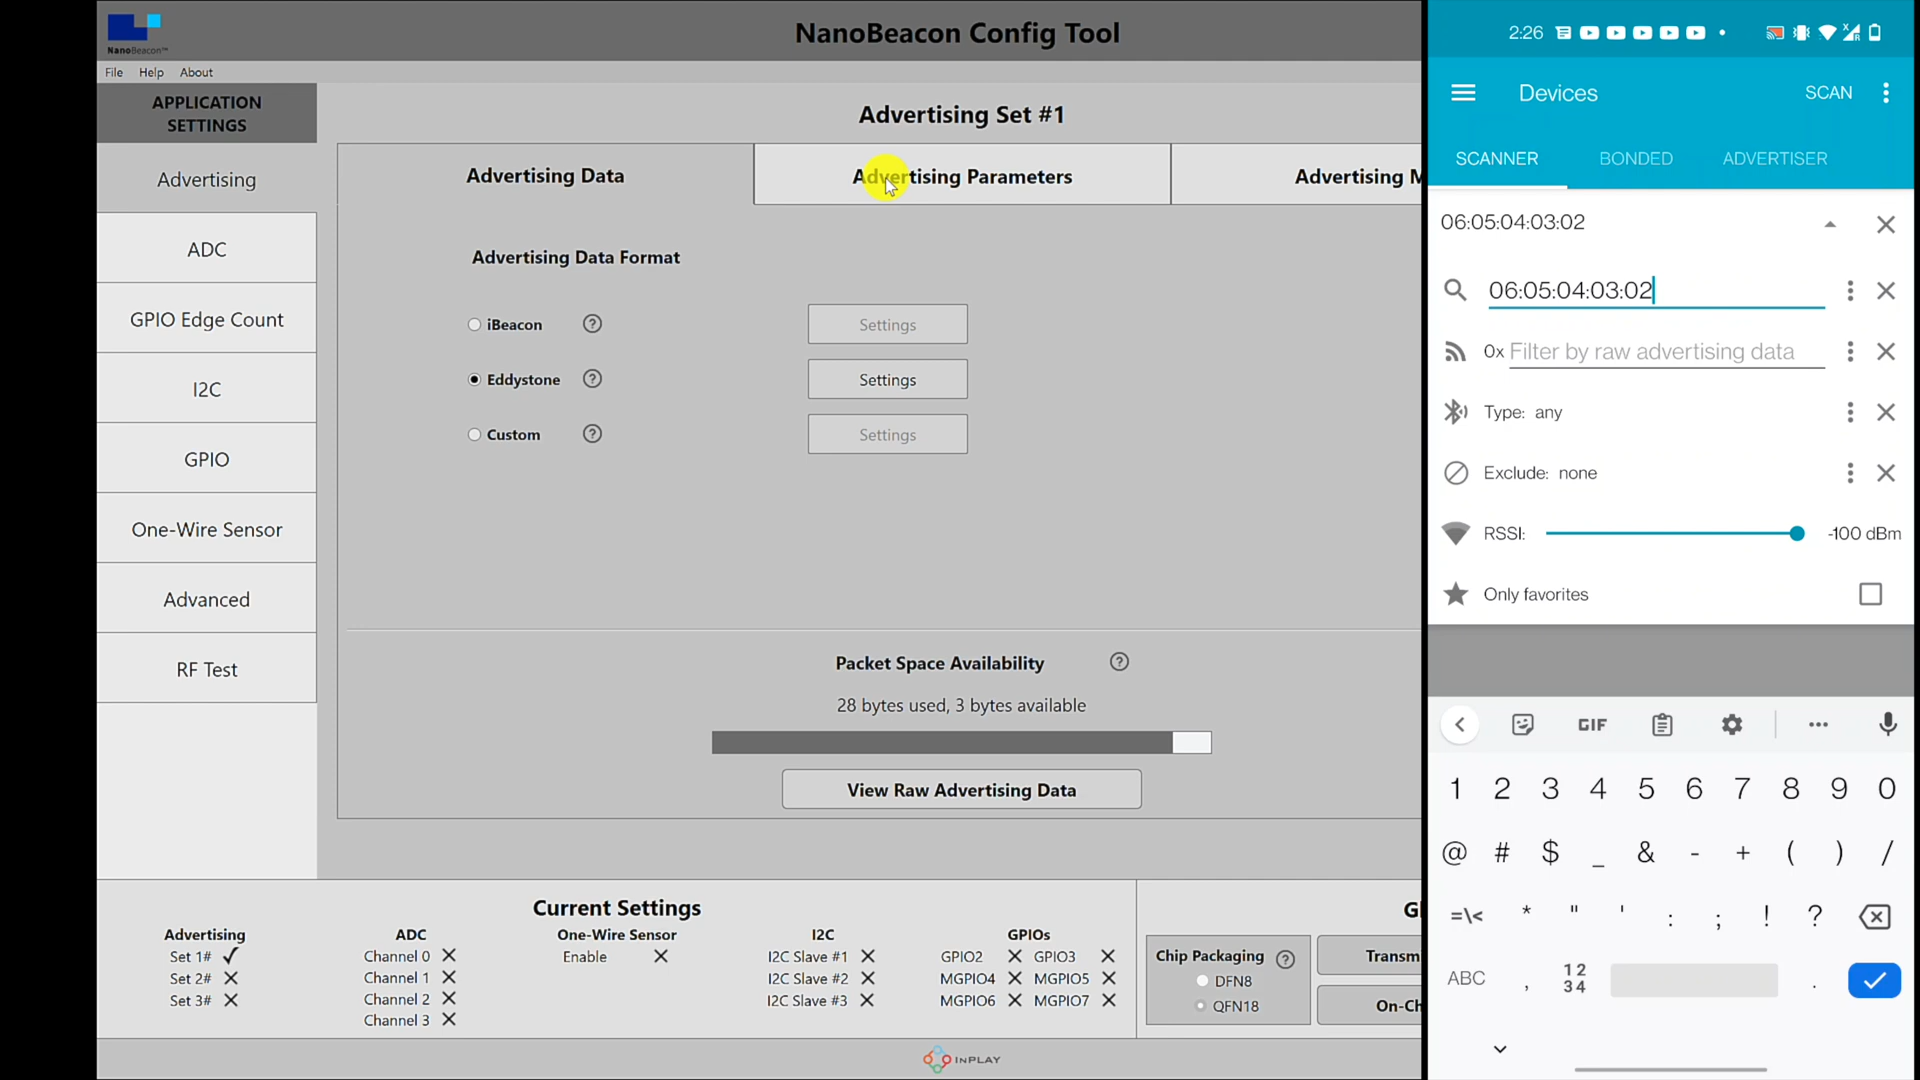 NanoBeacon™
NanoBeacon Config Tool
File Help About
APPLICATION
SETTINGS
Advertising
ADC
GPIO Edge Count
I2C
GPIO
One-Wire Sensor
Advanced
RF Test
Advertising Set #1
Advertising Data
Advertising Parameters
Advertising M
Advertising Data Format
iBeacon ? Settings
Eddystone ? Settings
Custom ? Settings
Packet Space Availability ?
28 bytes used, 3 bytes available
View Raw Advertising Data
Current Settings
Advertising
Set 1#
Set 2#
Set 3#
ADC
Channel 0
Channel 1
Channel 2
Channel 3
One-Wire Sensor
Enable
I2C
I2C Slave #1
I2C Slave #2
I2C Slave #3
GPIOs
GPIO2 GPIO3
MGPIO4 MGPIO5
MGPIO6 MGPIO7
Chip Packaging ?
DFN8
QFN18
Transm
On-Ch
INPLAY
2:26
Devices
SCAN
SCANNER BONDED ADVERTISER
06:05:04:03:02
06:05:04:03:02
0x Filter by raw advertising data
Type: any
Exclude: none
RSSI: -100 dBm
Only favorites
GIF
1 2 3 4 5 6 7 8 9 0
@ # $ _ & - + ( ) /
=\< * " ' : ; ! ?
ABC , 12 34 .